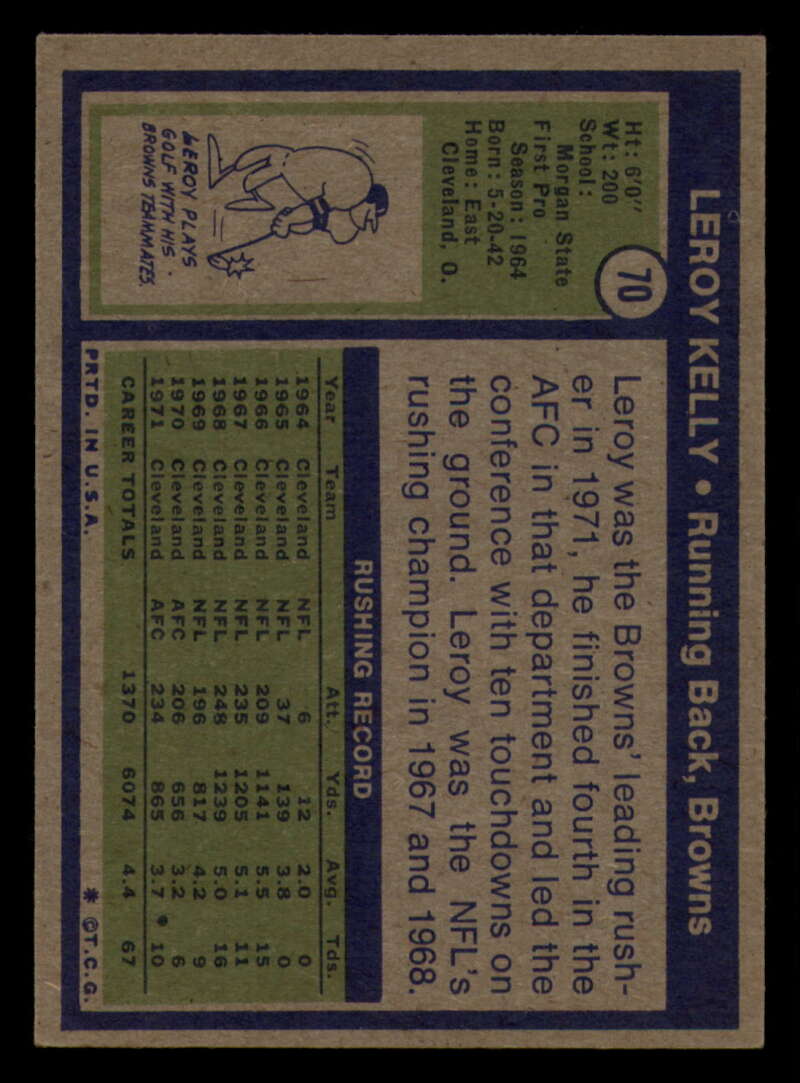 LEROY KELLY • Running Back, Browns
70
Ht: 6'0"
Wt: 200
School:
Morgan State
First Pro
Season: 1964
Born: 5-20-42
Home: East
Cleveland, O.
LEROY PLAYS
GOLF WITH HIS
BROWNS TEAMMATES.
Leroy was the Browns' leading rush-
er in 1971, he finished fourth in the
AFC in that department and led the
conference with ten touchdowns on
the ground. Leroy was the NFL's
rushing champion in 1967 and 1968.
RUSHING RECORD
Year Team Att. Yds. Avg. Tds.
1964 Cleveland NFL 6 12 2.0 0
1965 Cleveland NFL 37 139 3.8 0
1966 Cleveland NFL 209 1141 5.5 15
1967 Cleveland NFL 235 1205 5.1 11
1968 Cleveland NFL 248 1239 5.0 16
1969 Cleveland NFL 196 817 4.2 9
1970 Cleveland AFC 206 656 3.2 6
1971 Cleveland AFC 234 865 3.7 • 10
CAREER TOTALS 1370 6074 4.4 67
PRTD. IN U.S.A. * ©T.C.G.